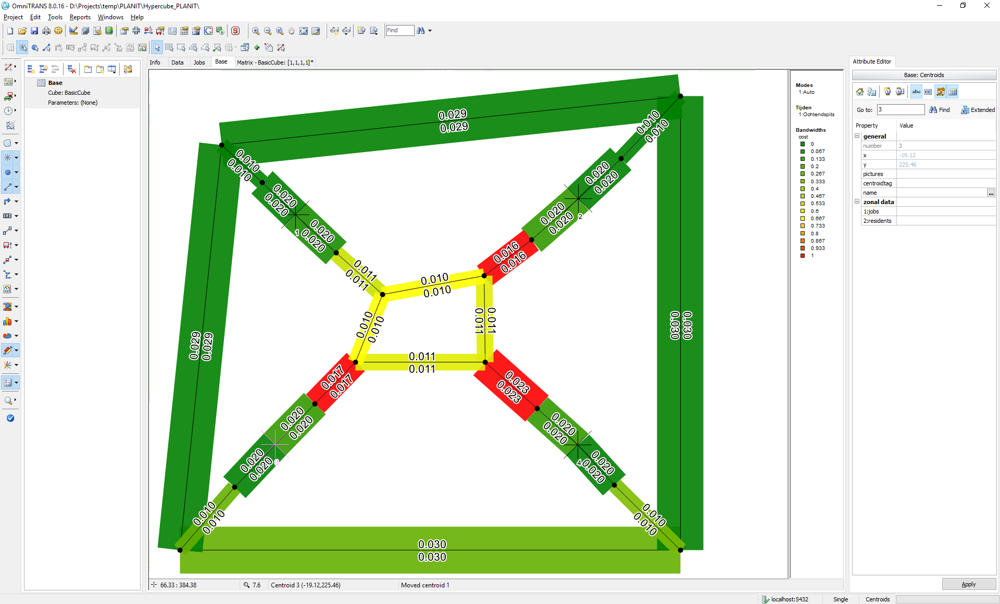 OmniTRANS 8.0.16 - D:\Projects\temp\PLANIT\Hypercube_PLANIT\
Project Edit Tools Reports Windows Help
Find
Info Data Jobs Base Matrix - BasicCube: [1,1,1,1]*
Base
Cube: BasicCube
Parameters: (None)
0.029
0.029
0.010
0.010
0.010
0.010
0.020
0.020
0.020
0.020
1
2
0.020
0.020
0.020
0.020
0.016
0.016
0.011
0.011
0.010
0.010
0.010
0.010
0.011
0.011
0.029
0.029
0.030
0.030
0.011
0.011
0.017
0.017
0.023
0.023
0.020
0.020
0.020
0.020
3
4
0.020
0.020
0.020
0.020
0.010
0.010
0.010
0.010
0.030
0.030
Modes
1:Auto
Tijden
1:Ochtendspits
Bandwidths
cost
0
0.067
0.133
0.2
0.267
0.333
0.4
0.467
0.533
0.6
0.667
0.733
0.8
0.867
0.933
1
Attribute Editor
Base: Centroids
abc
Go to: 3 Find Extended
Property Value
general
number 3
x -19.12
y 225.46
pictures
centroidtag
name ...
zonal data
1:jobs
2:residents
Apply
66.33 : 384.38 7.6 Centroid 3 (-19.12,225.46) Moved centroid 1
localhost:5432 Single Centroids